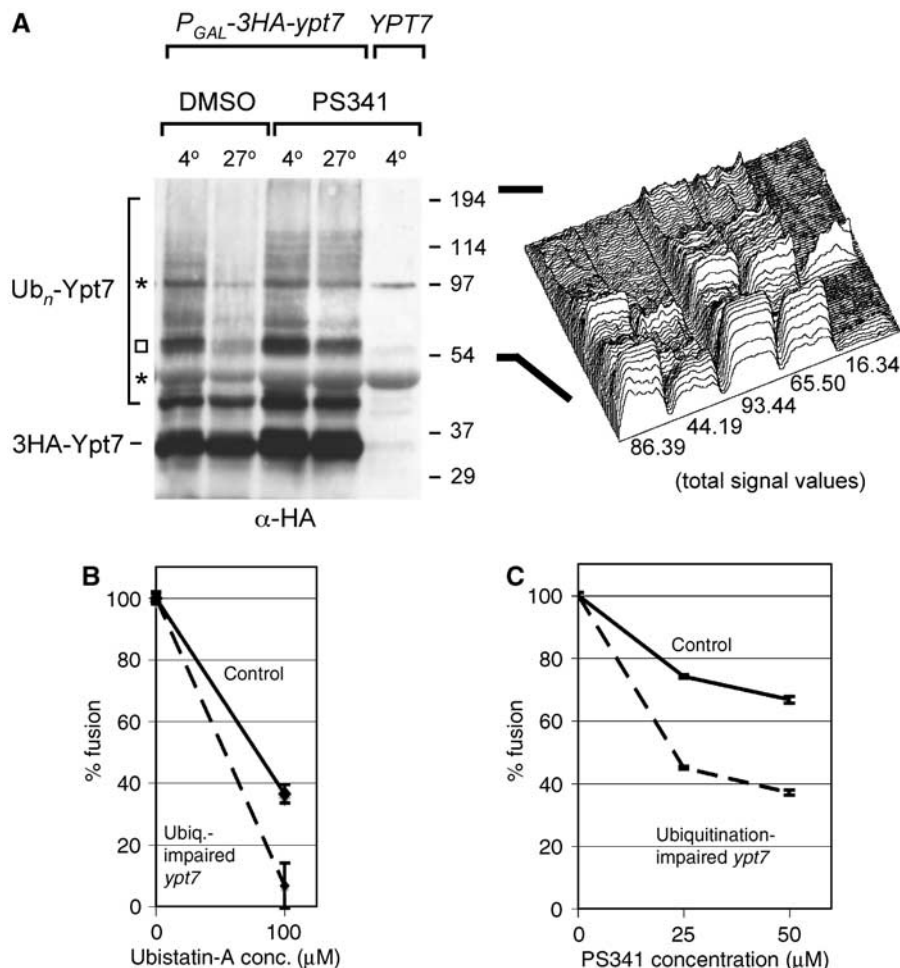 A
P_GAL-3HA-ypt7 YPT7
DMSO PS341
4° 27° 4° 27° 4°
194
114
97
54
37
29
Ub_n-Ypt7
*
*
3HA-Ypt7
α-HA
86.39 44.19 93.44 65.50 16.34
(total signal values)
B
% fusion
100
80
60
40
20
0
Control
Ubiq.-
impaired
ypt7
0 100
Ubistatin-A conc. (μM)
C
% fusion
100
80
60
40
20
0
Control
Ubiquitination-
impaired ypt7
0 25 50
PS341 concentration (μM)